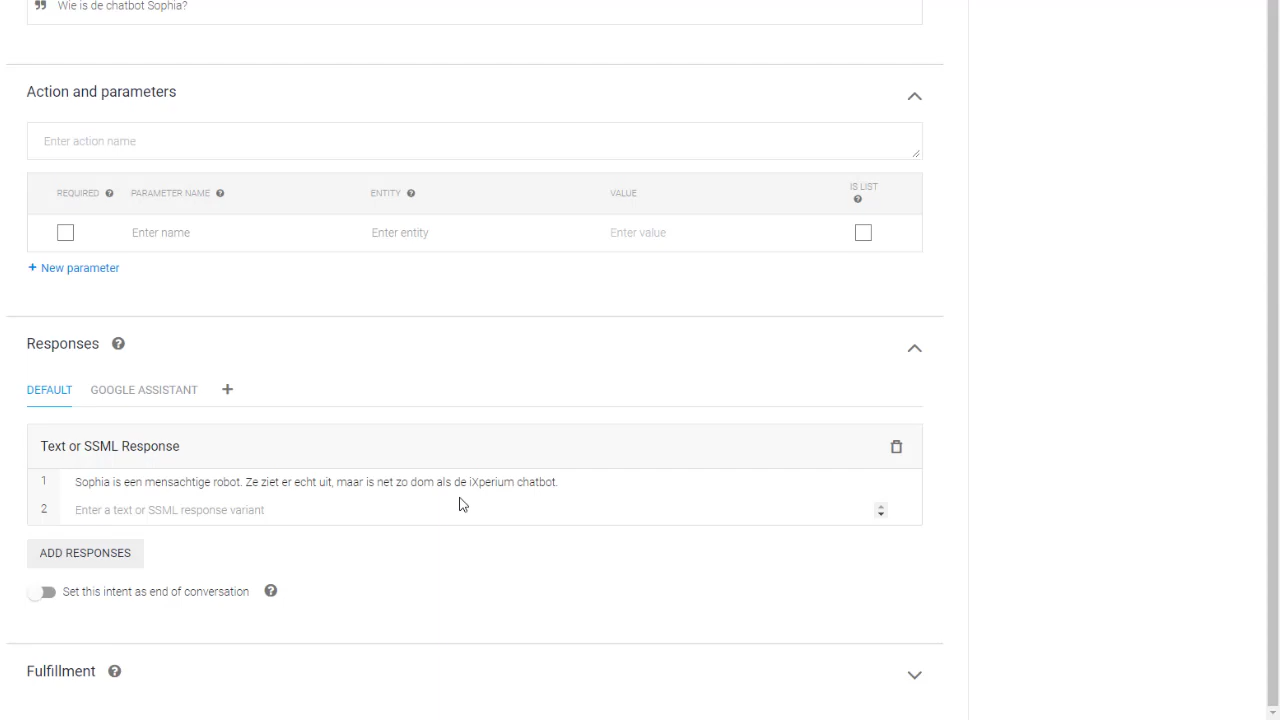 Wie is de chatbot Sophia?
Action and parameters
Enter action name
REQUIRED PARAMETER NAME ENTITY VALUE IS LIST
Enter name Enter entity Enter value
+ New parameter
Responses
DEFAULT GOOGLE ASSISTANT +
Text or SSML Response
1 Sophia is een mensachtige robot. Ze ziet er echt uit, maar is net zo dom als de iXperium chatbot.
2 Enter a text or SSML response variant
ADD RESPONSES
Set this intent as end of conversation
Fulfillment